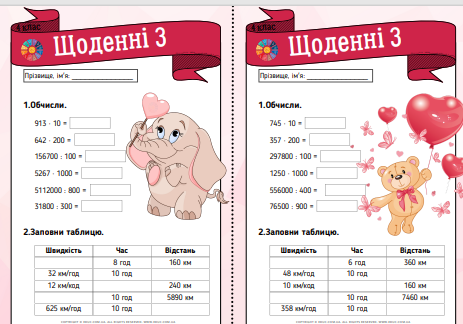 4 клас
Щоденні 3
Прізвище, ім'я:
1.Обчисли.
913 · 10 =
642 · 200 =
156700 : 100 =
5267 · 1000 =
5112000 : 800 =
31800 : 300 =
2.Заповни таблицю.
Швидкість Час Відстань
8 год 160 км
32 км/год 10 год
12 км/год 240 км
10 год 5890 км
625 км/год 10 год
4 клас
Щоденні 3
Прізвище, ім'я:
1.Обчисли.
745 · 10 =
357 · 200 =
297800 : 100 =
1250 · 1000 =
556000 : 400 =
76500 : 900 =
2.Заповни таблицю.
Швидкість Час Відстань
6 год 360 км
48 км/год 10 год
10 км/год 160 км
10 год 7460 км
358 км/год 10 год